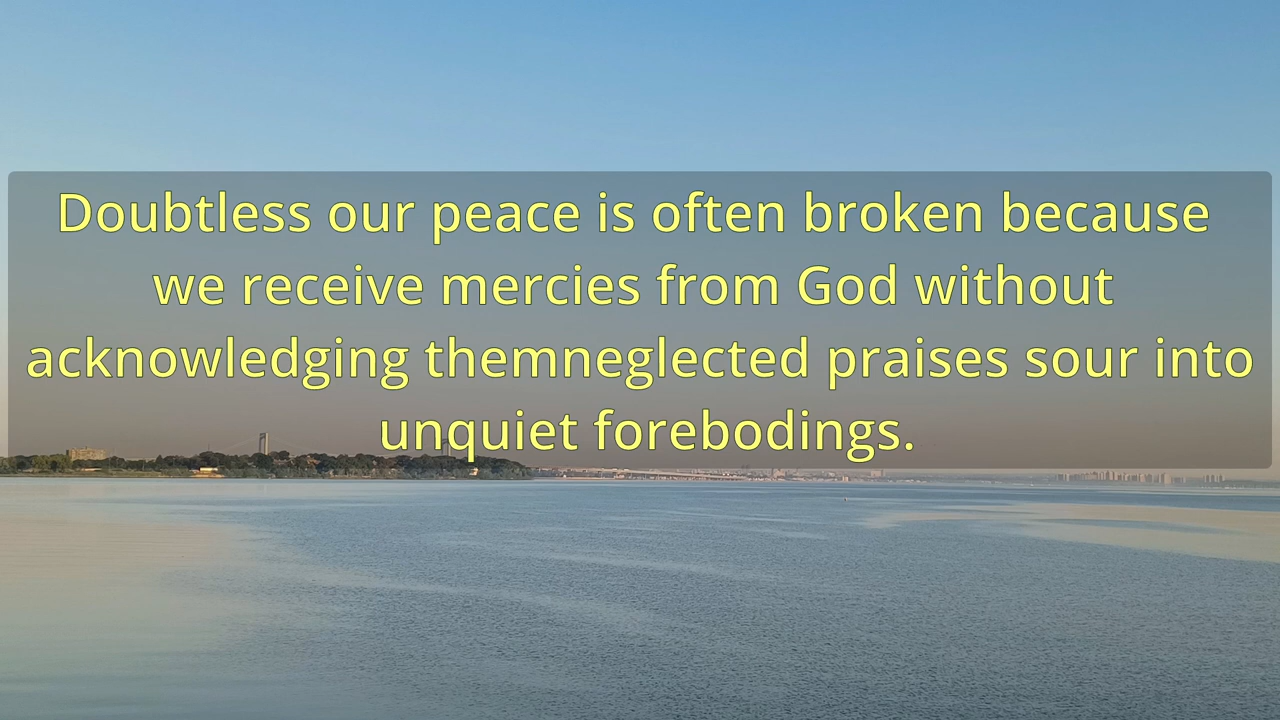 Doubtless our peace is often broken because
we receive mercies from God without
acknowledging themneglected praises sour into
unquiet forebodings.